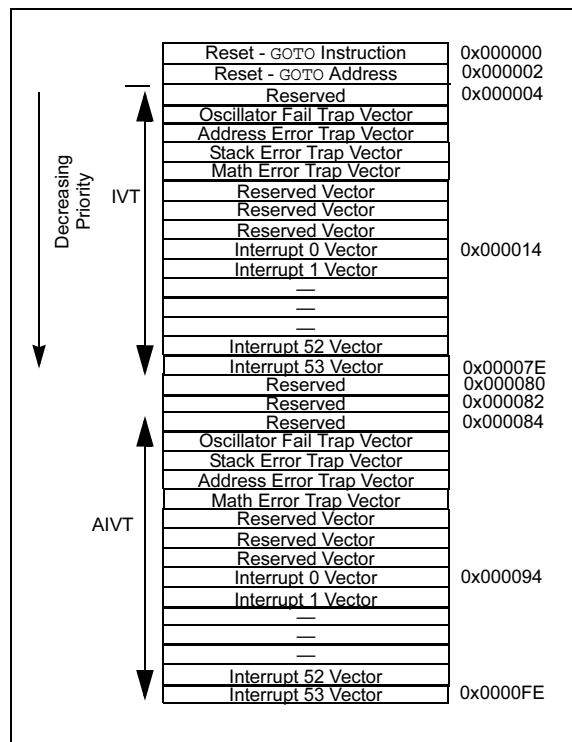 Reset - GOTO Instruction 0x000000
Reset - GOTO Address 0x000002
Reserved 0x000004
Oscillator Fail Trap Vector
Address Error Trap Vector
Stack Error Trap Vector
Math Error Trap Vector
Reserved Vector
Reserved Vector
Reserved Vector
Interrupt 0 Vector 0x000014
Interrupt 1 Vector
—
—
—
Interrupt 52 Vector
Interrupt 53 Vector 0x00007E
Reserved 0x000080
Reserved 0x000082
Reserved 0x000084
Oscillator Fail Trap Vector
Stack Error Trap Vector
Address Error Trap Vector
Math Error Trap Vector
Reserved Vector
Reserved Vector
Reserved Vector
Interrupt 0 Vector 0x000094
Interrupt 1 Vector
—
—
—
Interrupt 52 Vector
Interrupt 53 Vector 0x0000FE
Decreasing
Priority
IVT
AIVT